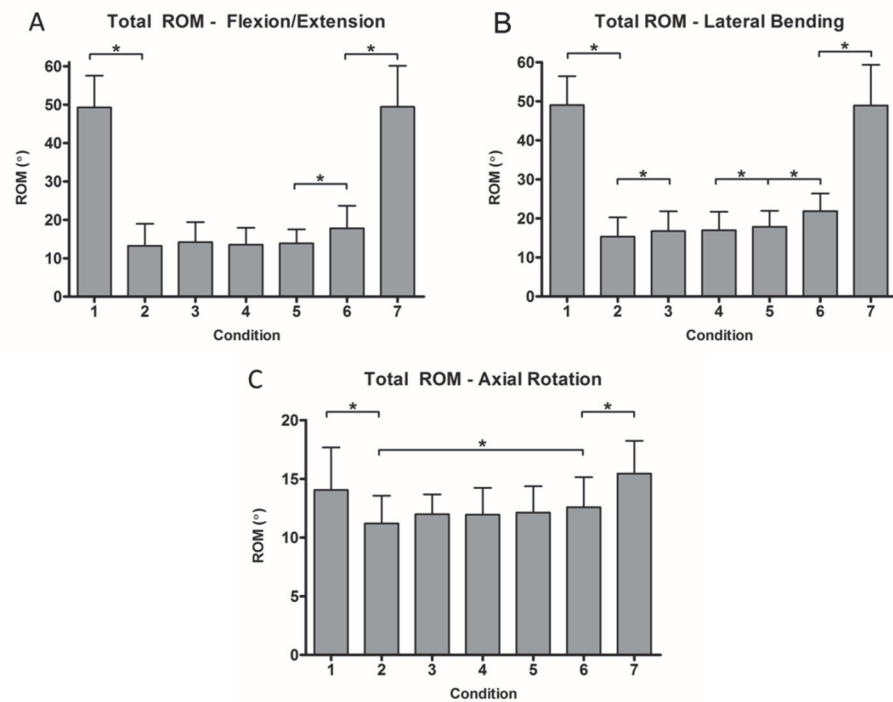 A
Total ROM - Flexion/Extension
*
*
*
60
50
40
30
20
10
0
ROM (°)
1 2 3 4 5 6 7
Condition
B
Total ROM - Lateral Bending
*
*
*
*
*
60
50
40
30
20
10
0
ROM (°)
1 2 3 4 5 6 7
Condition
C
Total ROM - Axial Rotation
*
*
*
20
15
10
5
0
ROM (°)
1 2 3 4 5 6 7
Condition